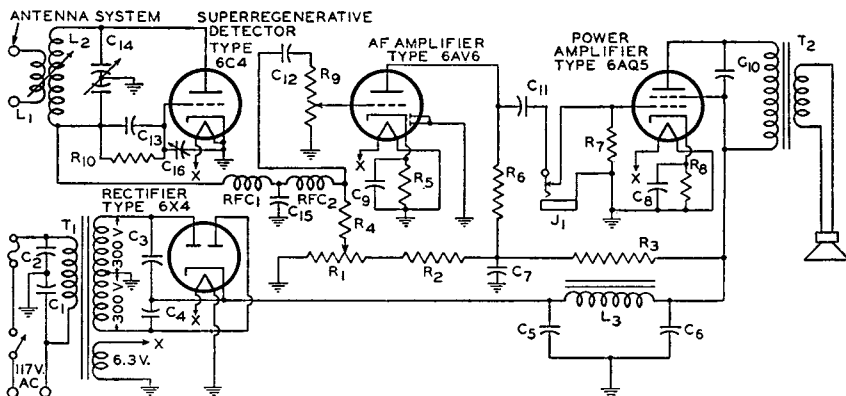 ANTENNA SYSTEM
SUPERREGENERATIVE
DETECTOR
TYPE
6C4
AF AMPLIFIER
TYPE 6AV6
POWER
AMPLIFIER
TYPE 6AQ5
T2
L2
C14
L1
C12
R9
C11
C10
C13
R10
C16
X
X
R7
X
RFC1
RFC2
C15
C9
R5
R6
J1
C8
R8
RECTIFIER
TYPE 6X4
T1
R4
R1
R2
R3
C7
C2
C1
300 V
300 V
C3
C4
X
X
6.3 V.
117V.
AC
C5
L3
C6